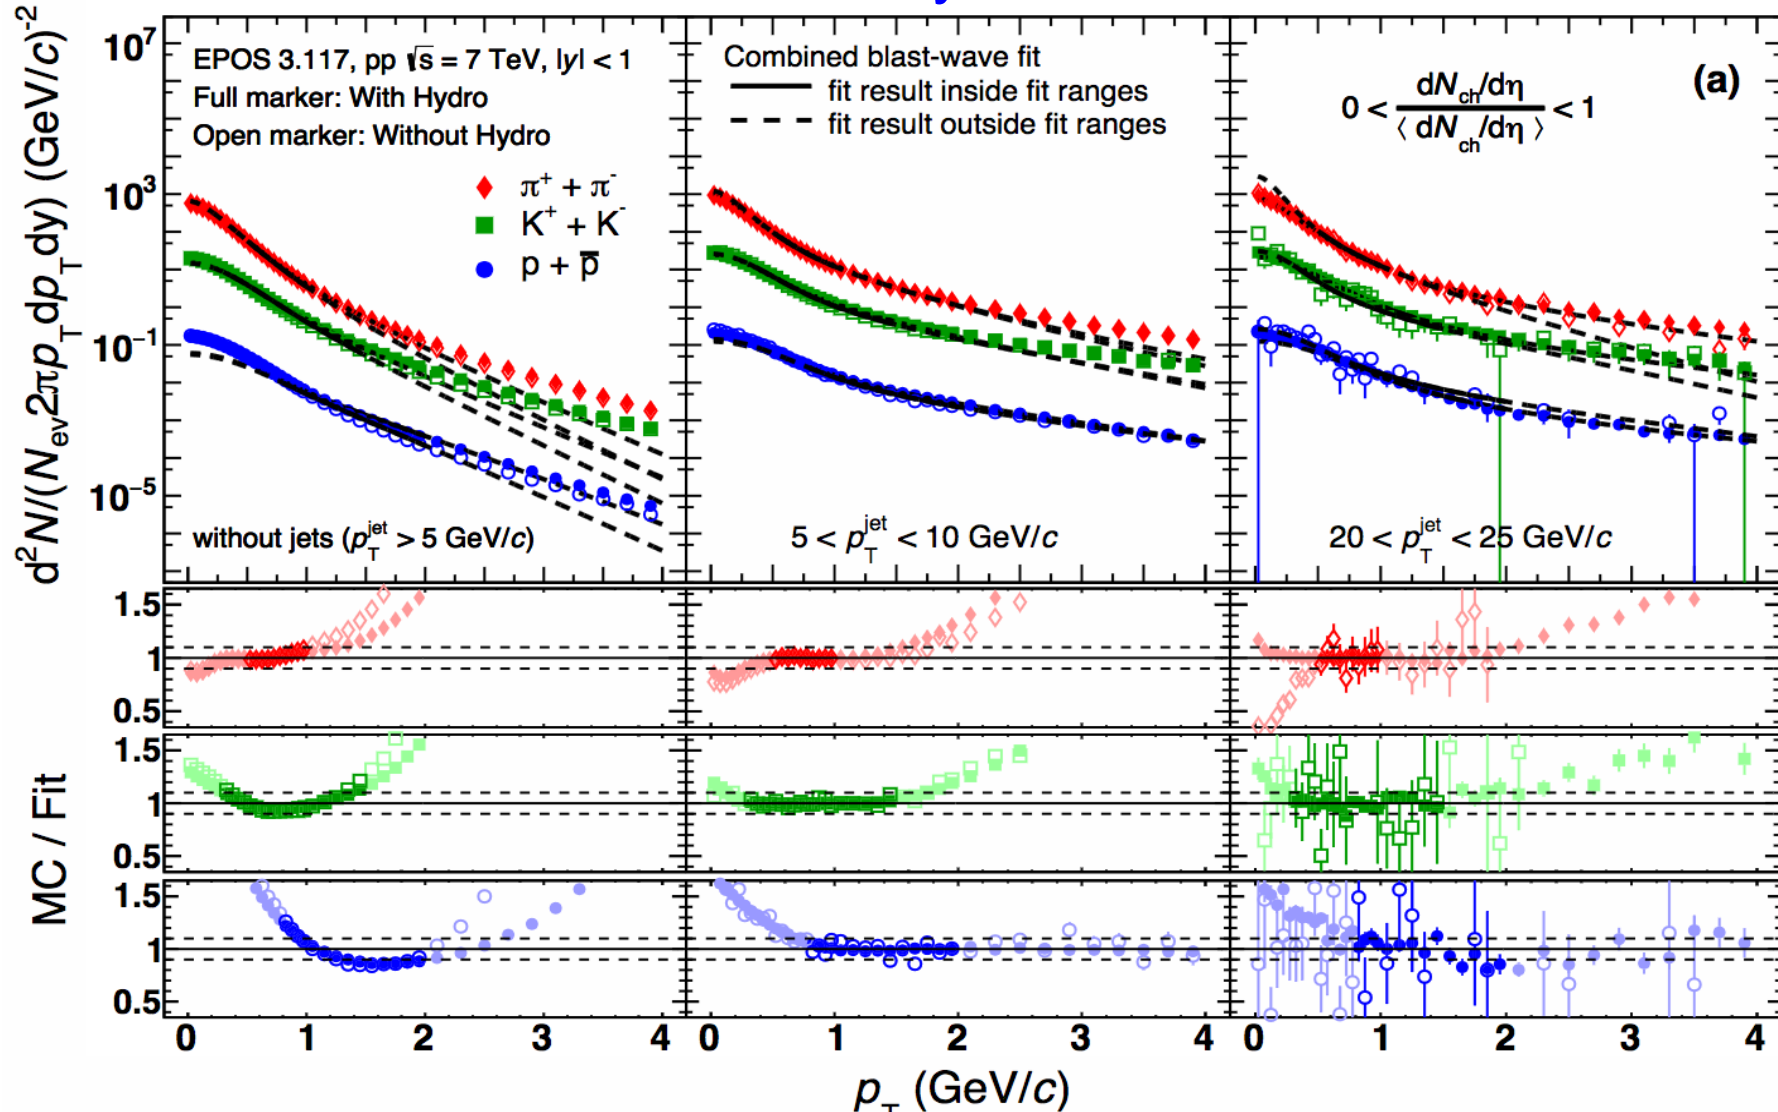 d²N/(N_ev 2πp_T dp_T dy) (GeV/c)⁻²
10⁷
10³
10⁻¹
10⁻⁵
EPOS 3.117, pp √s = 7 TeV, |y| < 1
Full marker: With Hydro
Open marker: Without Hydro
π⁺ + π⁻
K⁺ + K⁻
p + p̅
without jets (p_T^jet > 5 GeV/c)
Combined blast-wave fit
fit result inside fit ranges
fit result outside fit ranges
5 < p_T^jet < 10 GeV/c
(a)
0 < dN_ch/dη / ⟨ dN_ch/dη ⟩ < 1
20 < p_T^jet < 25 GeV/c
MC / Fit
1.5
1
0.5
1.5
1
0.5
1.5
1
0.5
0 1 2 3 4 0 1 2 3 4 0 1 2 3 4
p_T (GeV/c)